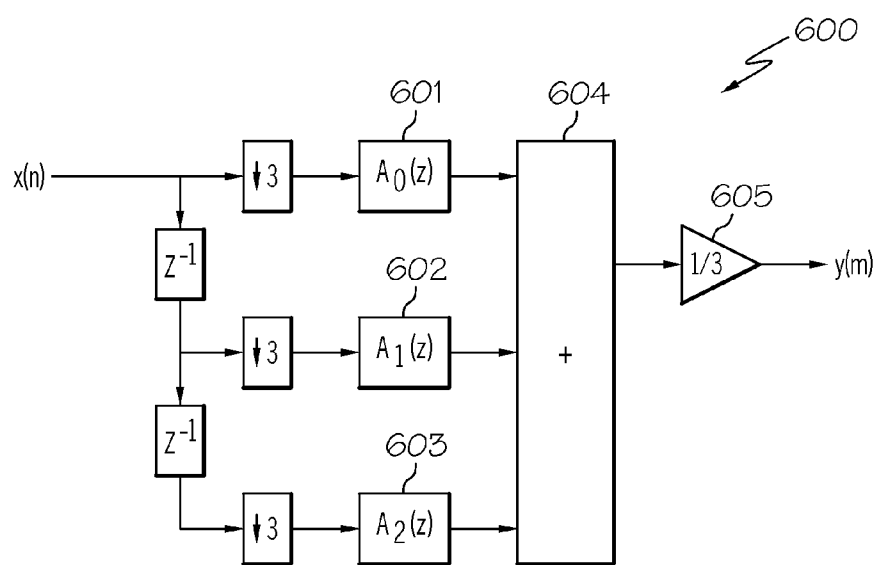 600
601
604
x(n)
↓3
A₀(z)
605
z⁻¹
1/3
y(m)
602
↓3
A₁(z)
+
z⁻¹
603
↓3
A₂(z)